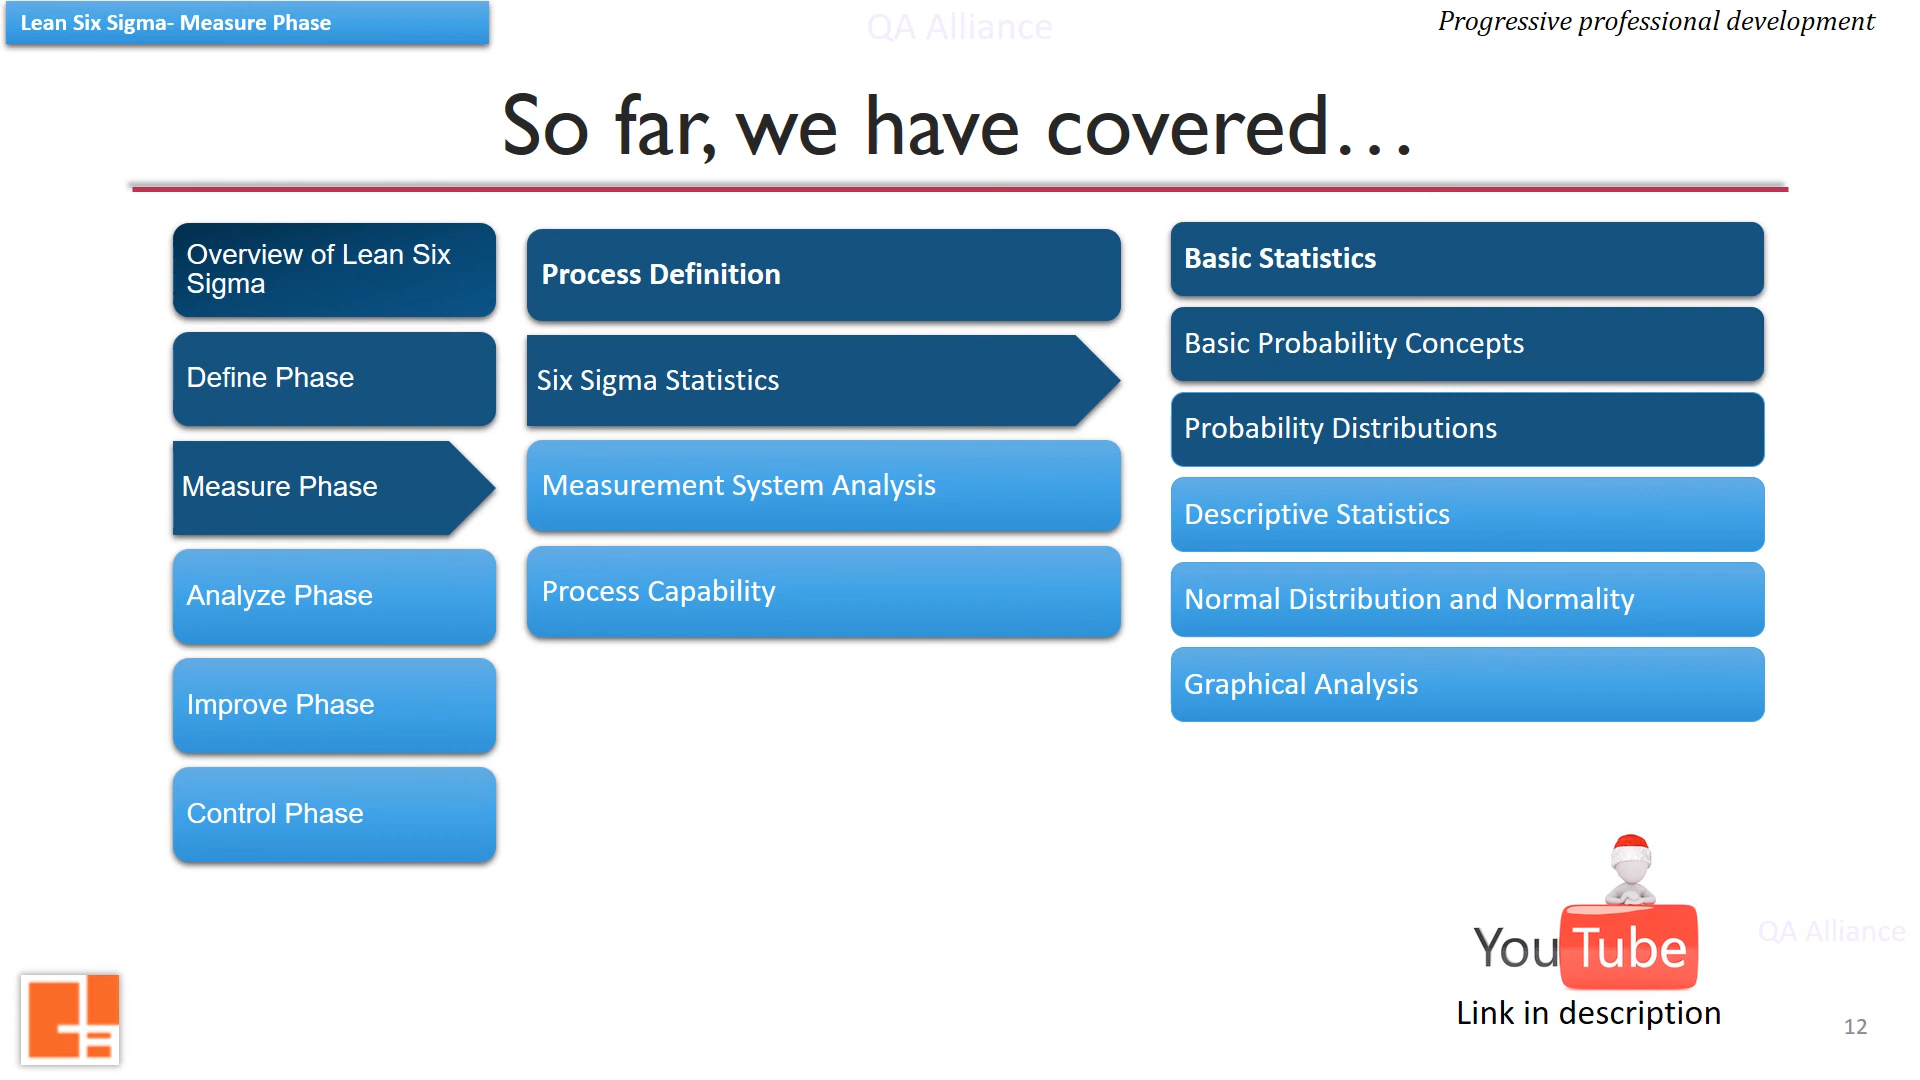 Lean Six Sigma- Measure Phase
QA Alliance
Progressive professional development
So far, we have covered...
Overview of Lean Six
Sigma
Define Phase
Measure Phase
Analyze Phase
Improve Phase
Control Phase
Process Definition
Six Sigma Statistics
Measurement System Analysis
Process Capability
Basic Statistics
Basic Probability Concepts
Probability Distributions
Descriptive Statistics
Normal Distribution and Normality
Graphical Analysis
YouTube
QA Alliance
Link in description
12